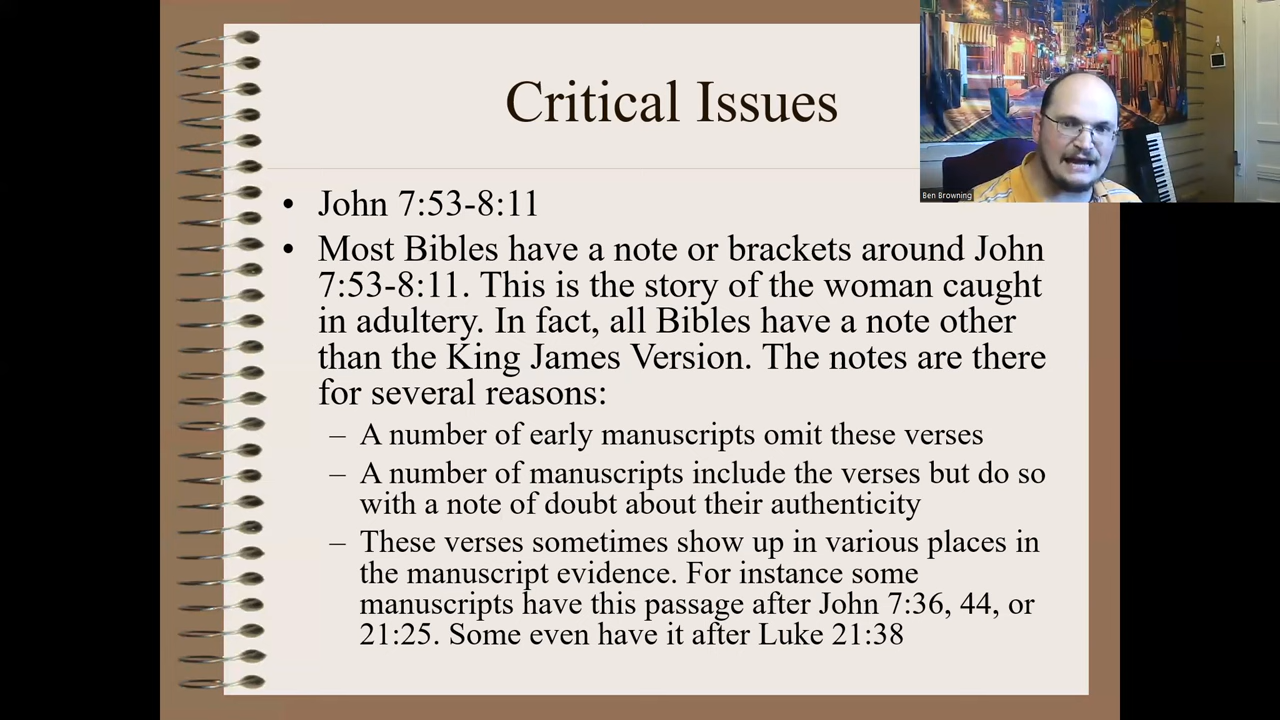 Critical Issues
Ben Browning
• John 7:53-8:11
• Most Bibles have a note or brackets around John
7:53-8:11. This is the story of the woman caught
in adultery. In fact, all Bibles have a note other
than the King James Version. The notes are there
for several reasons:
– A number of early manuscripts omit these verses
– A number of manuscripts include the verses but do so
with a note of doubt about their authenticity
– These verses sometimes show up in various places in
the manuscript evidence. For instance some
manuscripts have this passage after John 7:36, 44, or
21:25. Some even have it after Luke 21:38